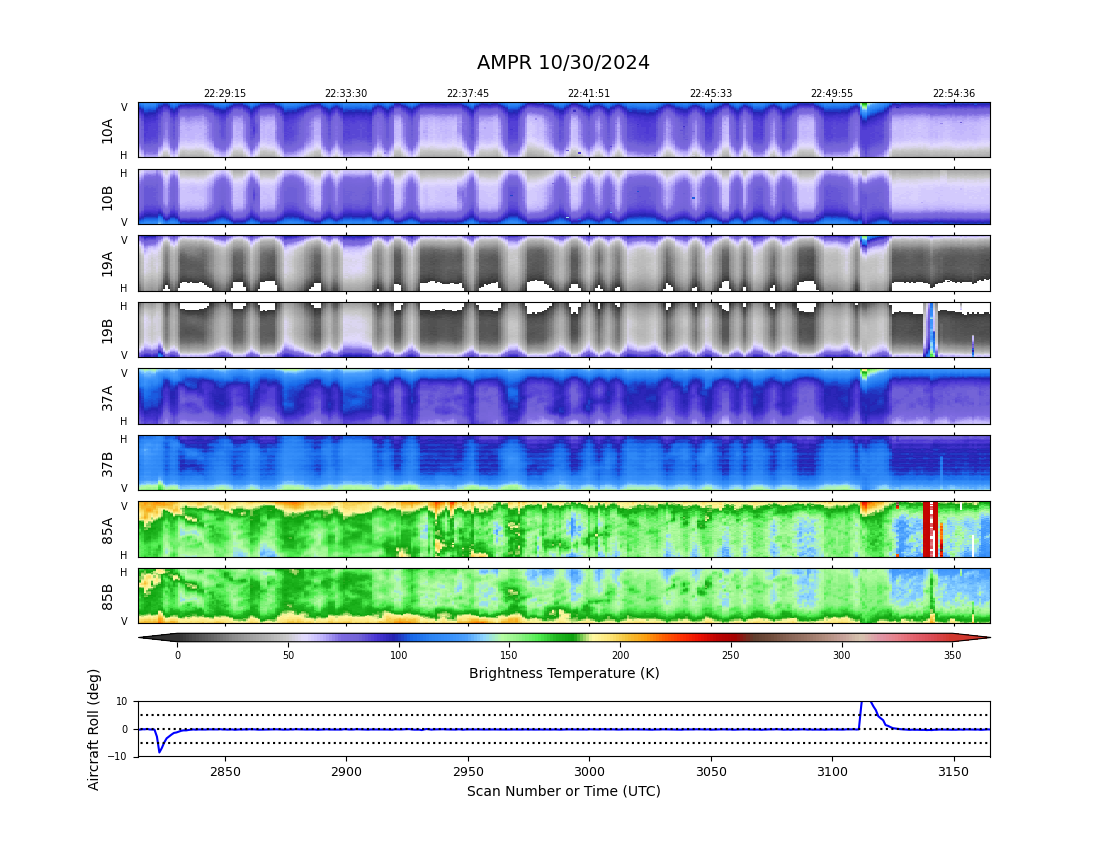 AMPR 10/30/2024
22:29:15 22:33:30 22:37:45 22:41:51 22:45:33 22:49:55 22:54:36
V
10A
H
H
10B
V
V
19A
H
H
19B
V
V
37A
H
H
37B
V
V
85A
H
H
85B
V
0 50 100 150 200 250 300 350
Brightness Temperature (K)
Aircraft Roll (deg)
10
0
−10
2850 2900 2950 3000 3050 3100 3150
Scan Number or Time (UTC)